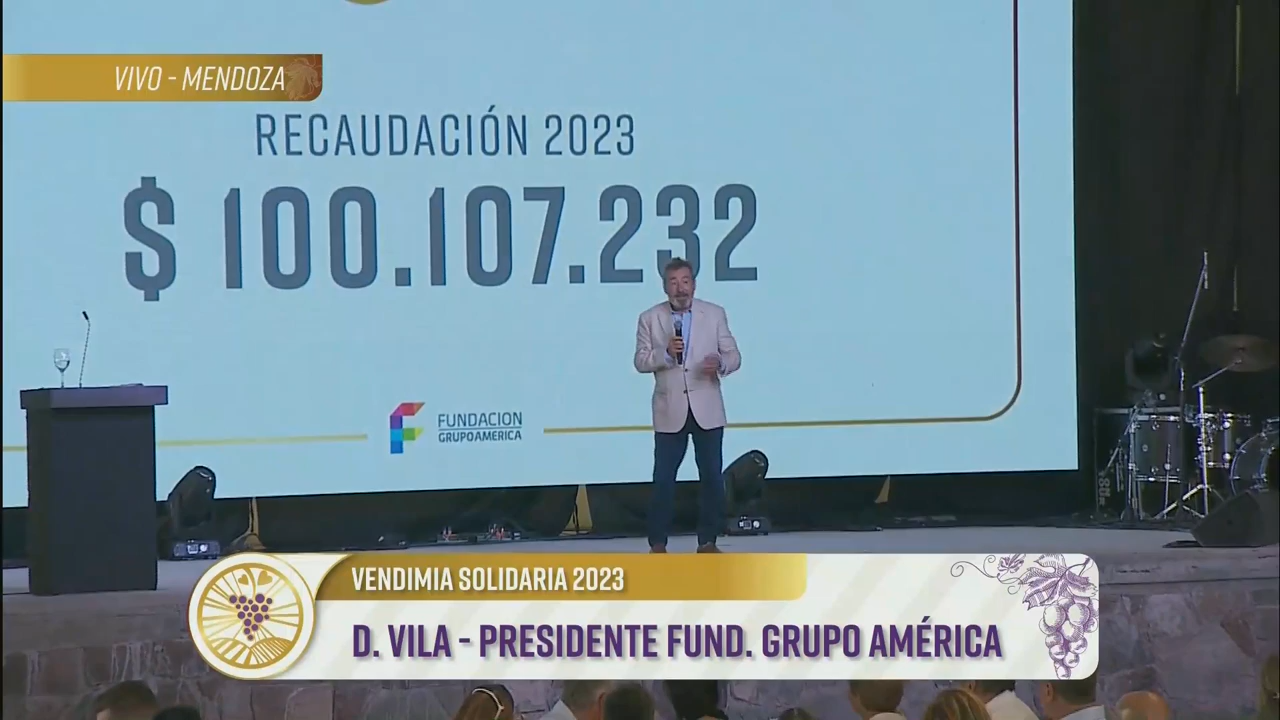 VIVO - MENDOZA
RECAUDACIÓN 2023
$ 100.107.232
FUNDACION
GRUPOAMERICA
VENDIMIA SOLIDARIA 2023
D. VILA - PRESIDENTE FUND. GRUPO AMÉRICA